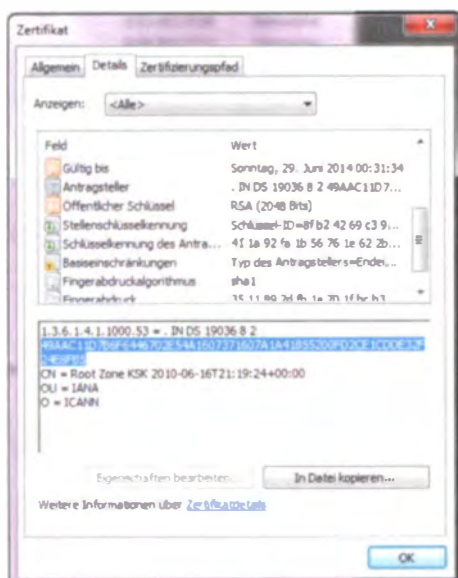 Zertifikat
Allgemein Details Zertifizierungspfad
Anzeigen: <Alle>
Feld Wert
Gültig bis Sonntag, 29. Juni 2014 00:31:34
Antragsteller . IN DS 19036 8 2 49AAC11D7...
Öffentlicher Schlüssel RSA (2048 Bits)
Stellenschlüsselkennung Schlüssel-ID=8f b2 42 69 c3 9...
Schlüsselkennung des Antra... 41 1a 92 fa 1b 56 76 1e 62 2b...
Basiseinschränkungen Typ des Antragstellers=Endei...
Fingerabdruckalgorithmus sha1
Fingerabdruck
1.3.6.1.4.1.1000.53 = . IN DS 19036 8 2
CN = Root Zone KSK 2010-06-16T21:19:24+00:00
OU = IANA
O = ICANN
Eigenschaften bearbeiten... In Datei kopieren...
Weitere Informationen über Zertifikatdetails
OK